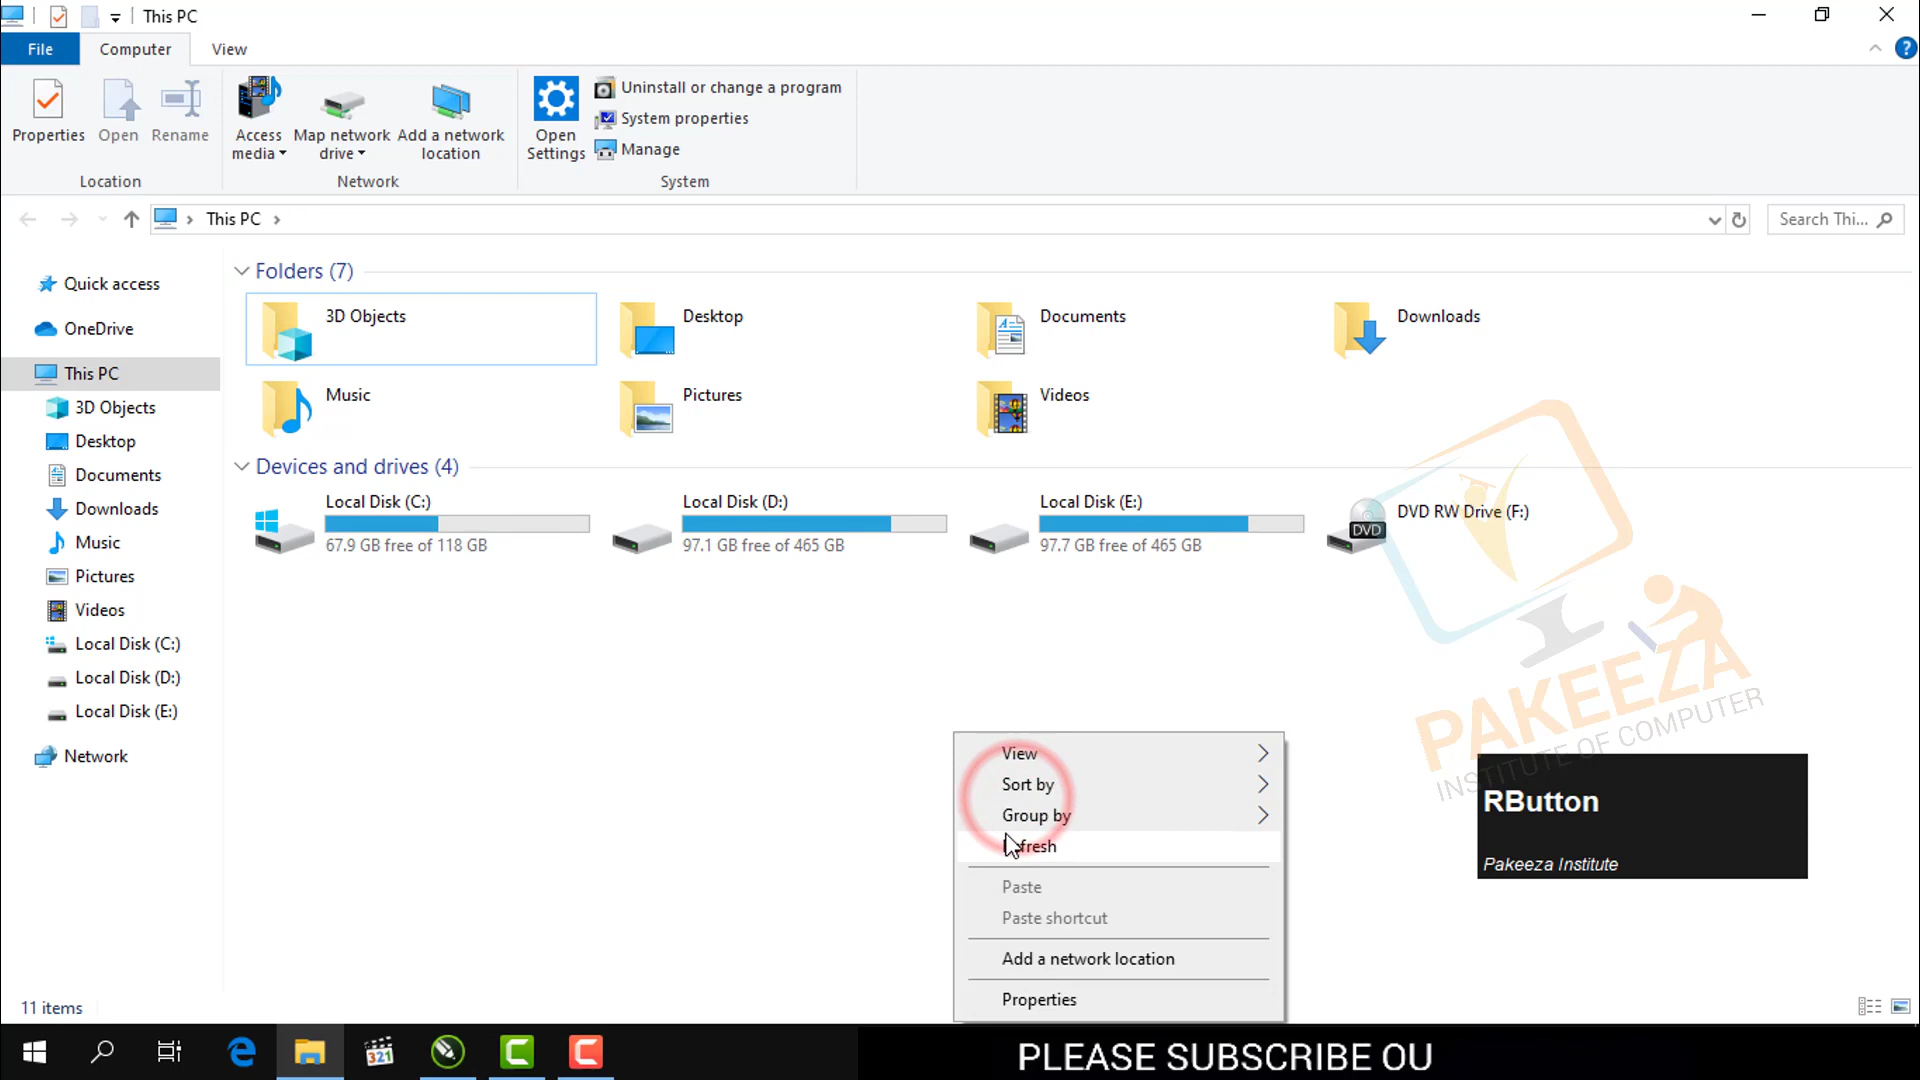 This PC
File
Computer
View
Properties
Open
Rename
Access media
Map network drive
Add a network location
Open Settings
Uninstall or change a program
System properties
Manage
Location
Network
System
This PC
Search Thi...
Quick access
OneDrive
This PC
3D Objects
Desktop
Documents
Downloads
Music
Pictures
Videos
Local Disk (C:)
Local Disk (D:)
Local Disk (E:)
Network
Folders (7)
3D Objects
Desktop
Documents
Downloads
Music
Pictures
Videos
Devices and drives (4)
Local Disk (C:)
67.9 GB free of 118 GB
Local Disk (D:)
97.1 GB free of 465 GB
Local Disk (E:)
97.7 GB free of 465 GB
DVD
DVD RW Drive (F:)
View
Sort by
Group by
fresh
Paste
Paste shortcut
Add a network location
Properties
PAKEEZA
INSTITUTE OF COMPUTER
RButton
Pakeeza Institute
11 items
321
PLEASE SUBSCRIBE OU